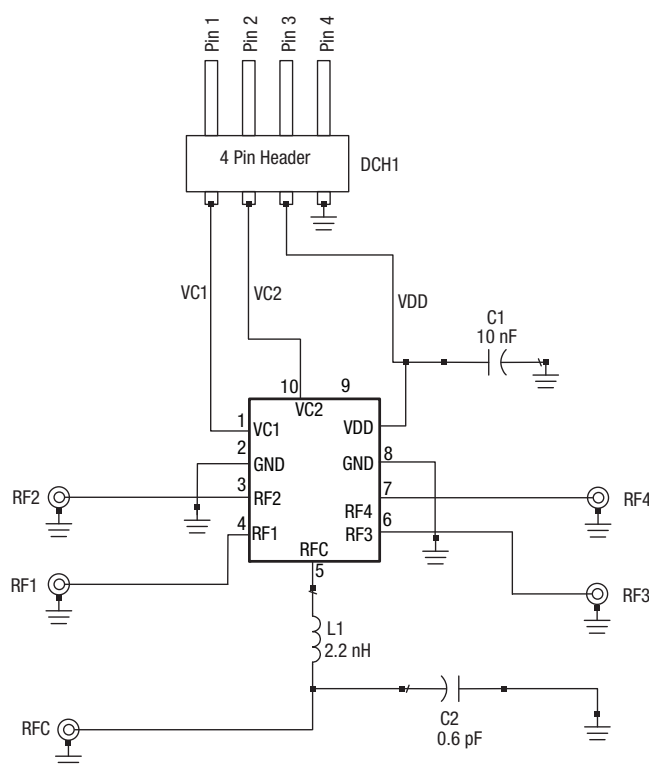 Pin 1
Pin 2
Pin 3
Pin 4
4 Pin Header
DCH1
VC1
VC2
VDD
C1
10 nF
10
9
VC2
1
VC1
VDD
2
GND
GND
8
3
RF2
7
RF4
4
RF1
6
RF3
RFC
5
RF2
RF4
RF1
RF3
L1
2.2 nH
RFC
C2
0.6 pF